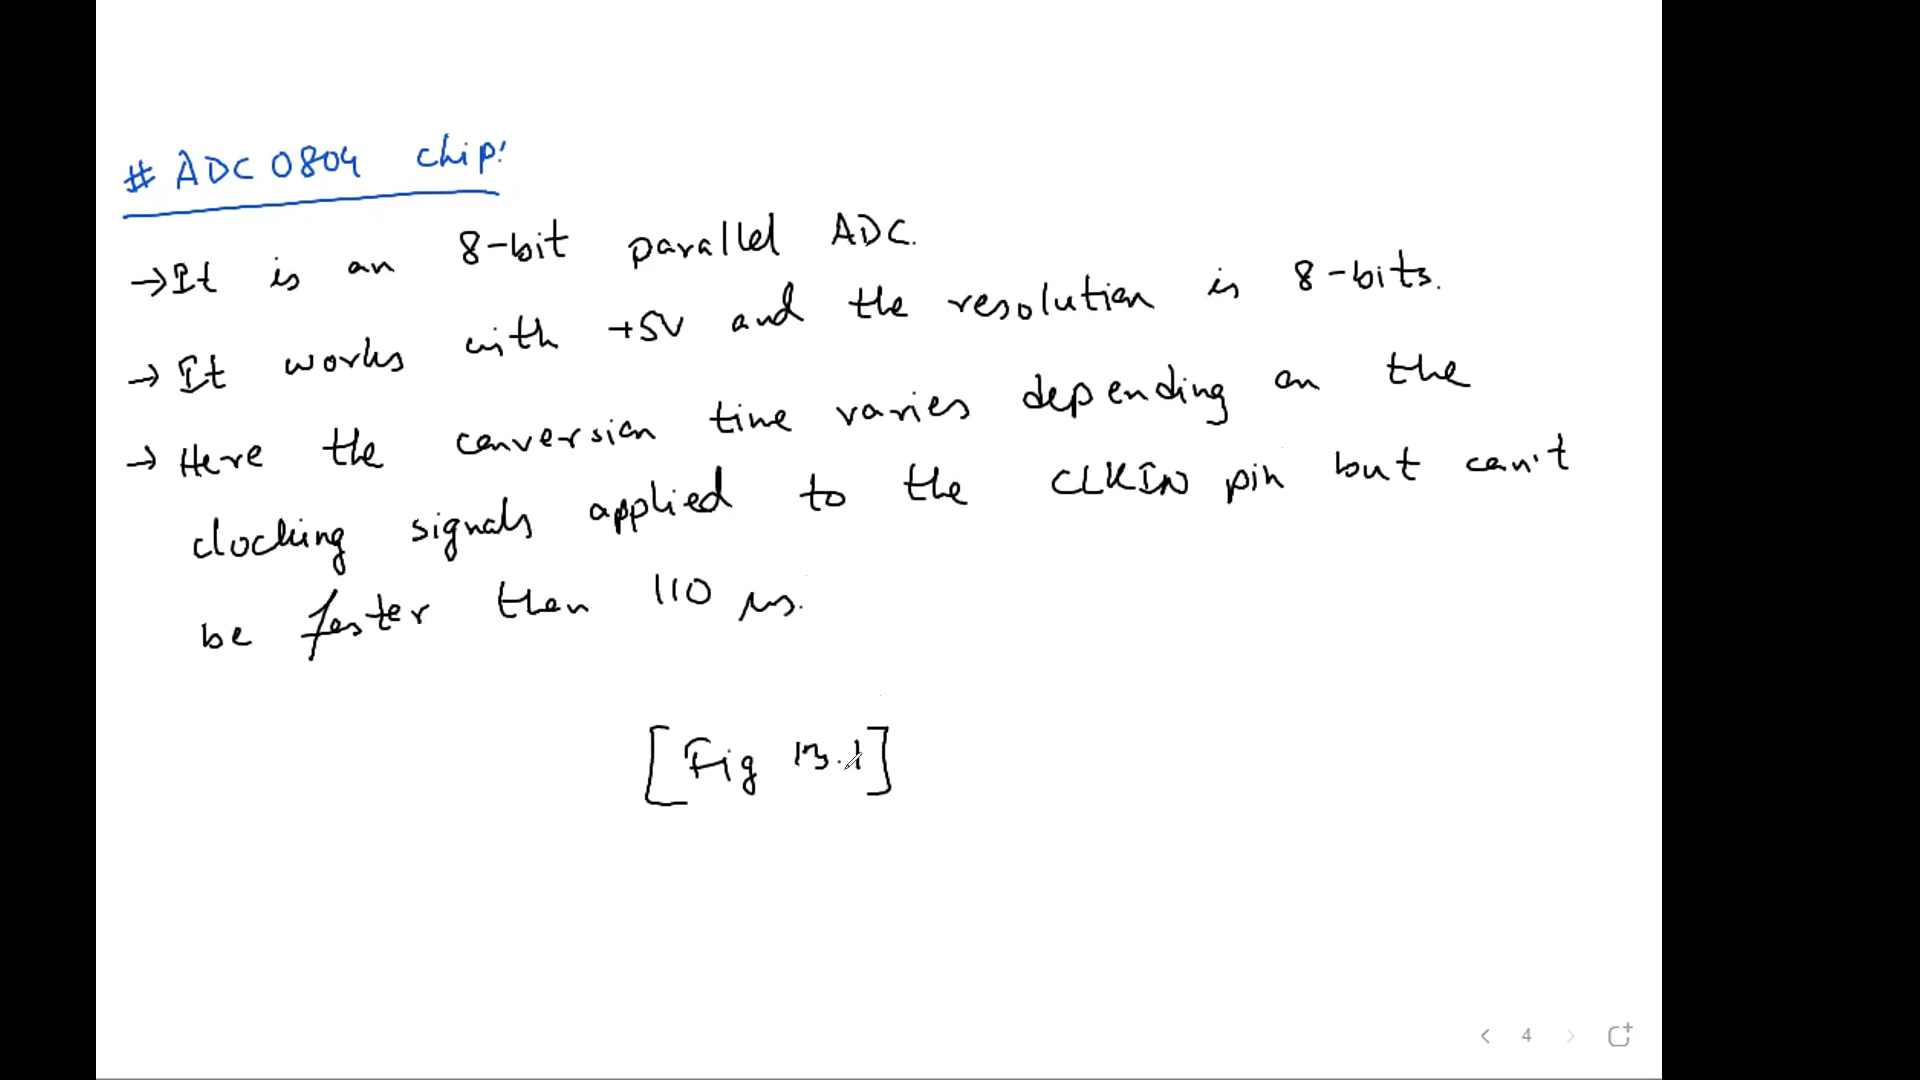 # ADC 0804 chip:
→ It is an 8-bit parallel ADC.
→ It works with +5V and the resolution is 8-bits.
→ Here the conversion time varies depending on the
clocking signals applied to the CLKIN pin but can't
be faster than 110 μs.
[Fig 13.1]
4